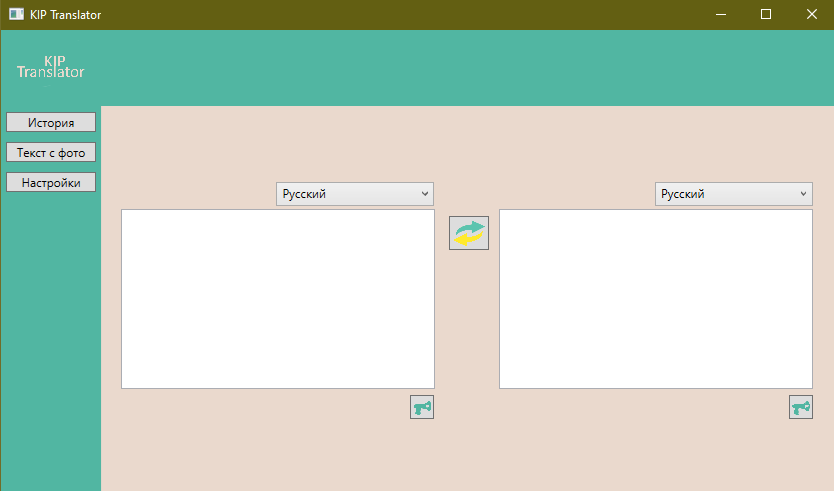 KIP Translator
KIP
Translator
История
Текст с фото
Настройки
Русский
Русский